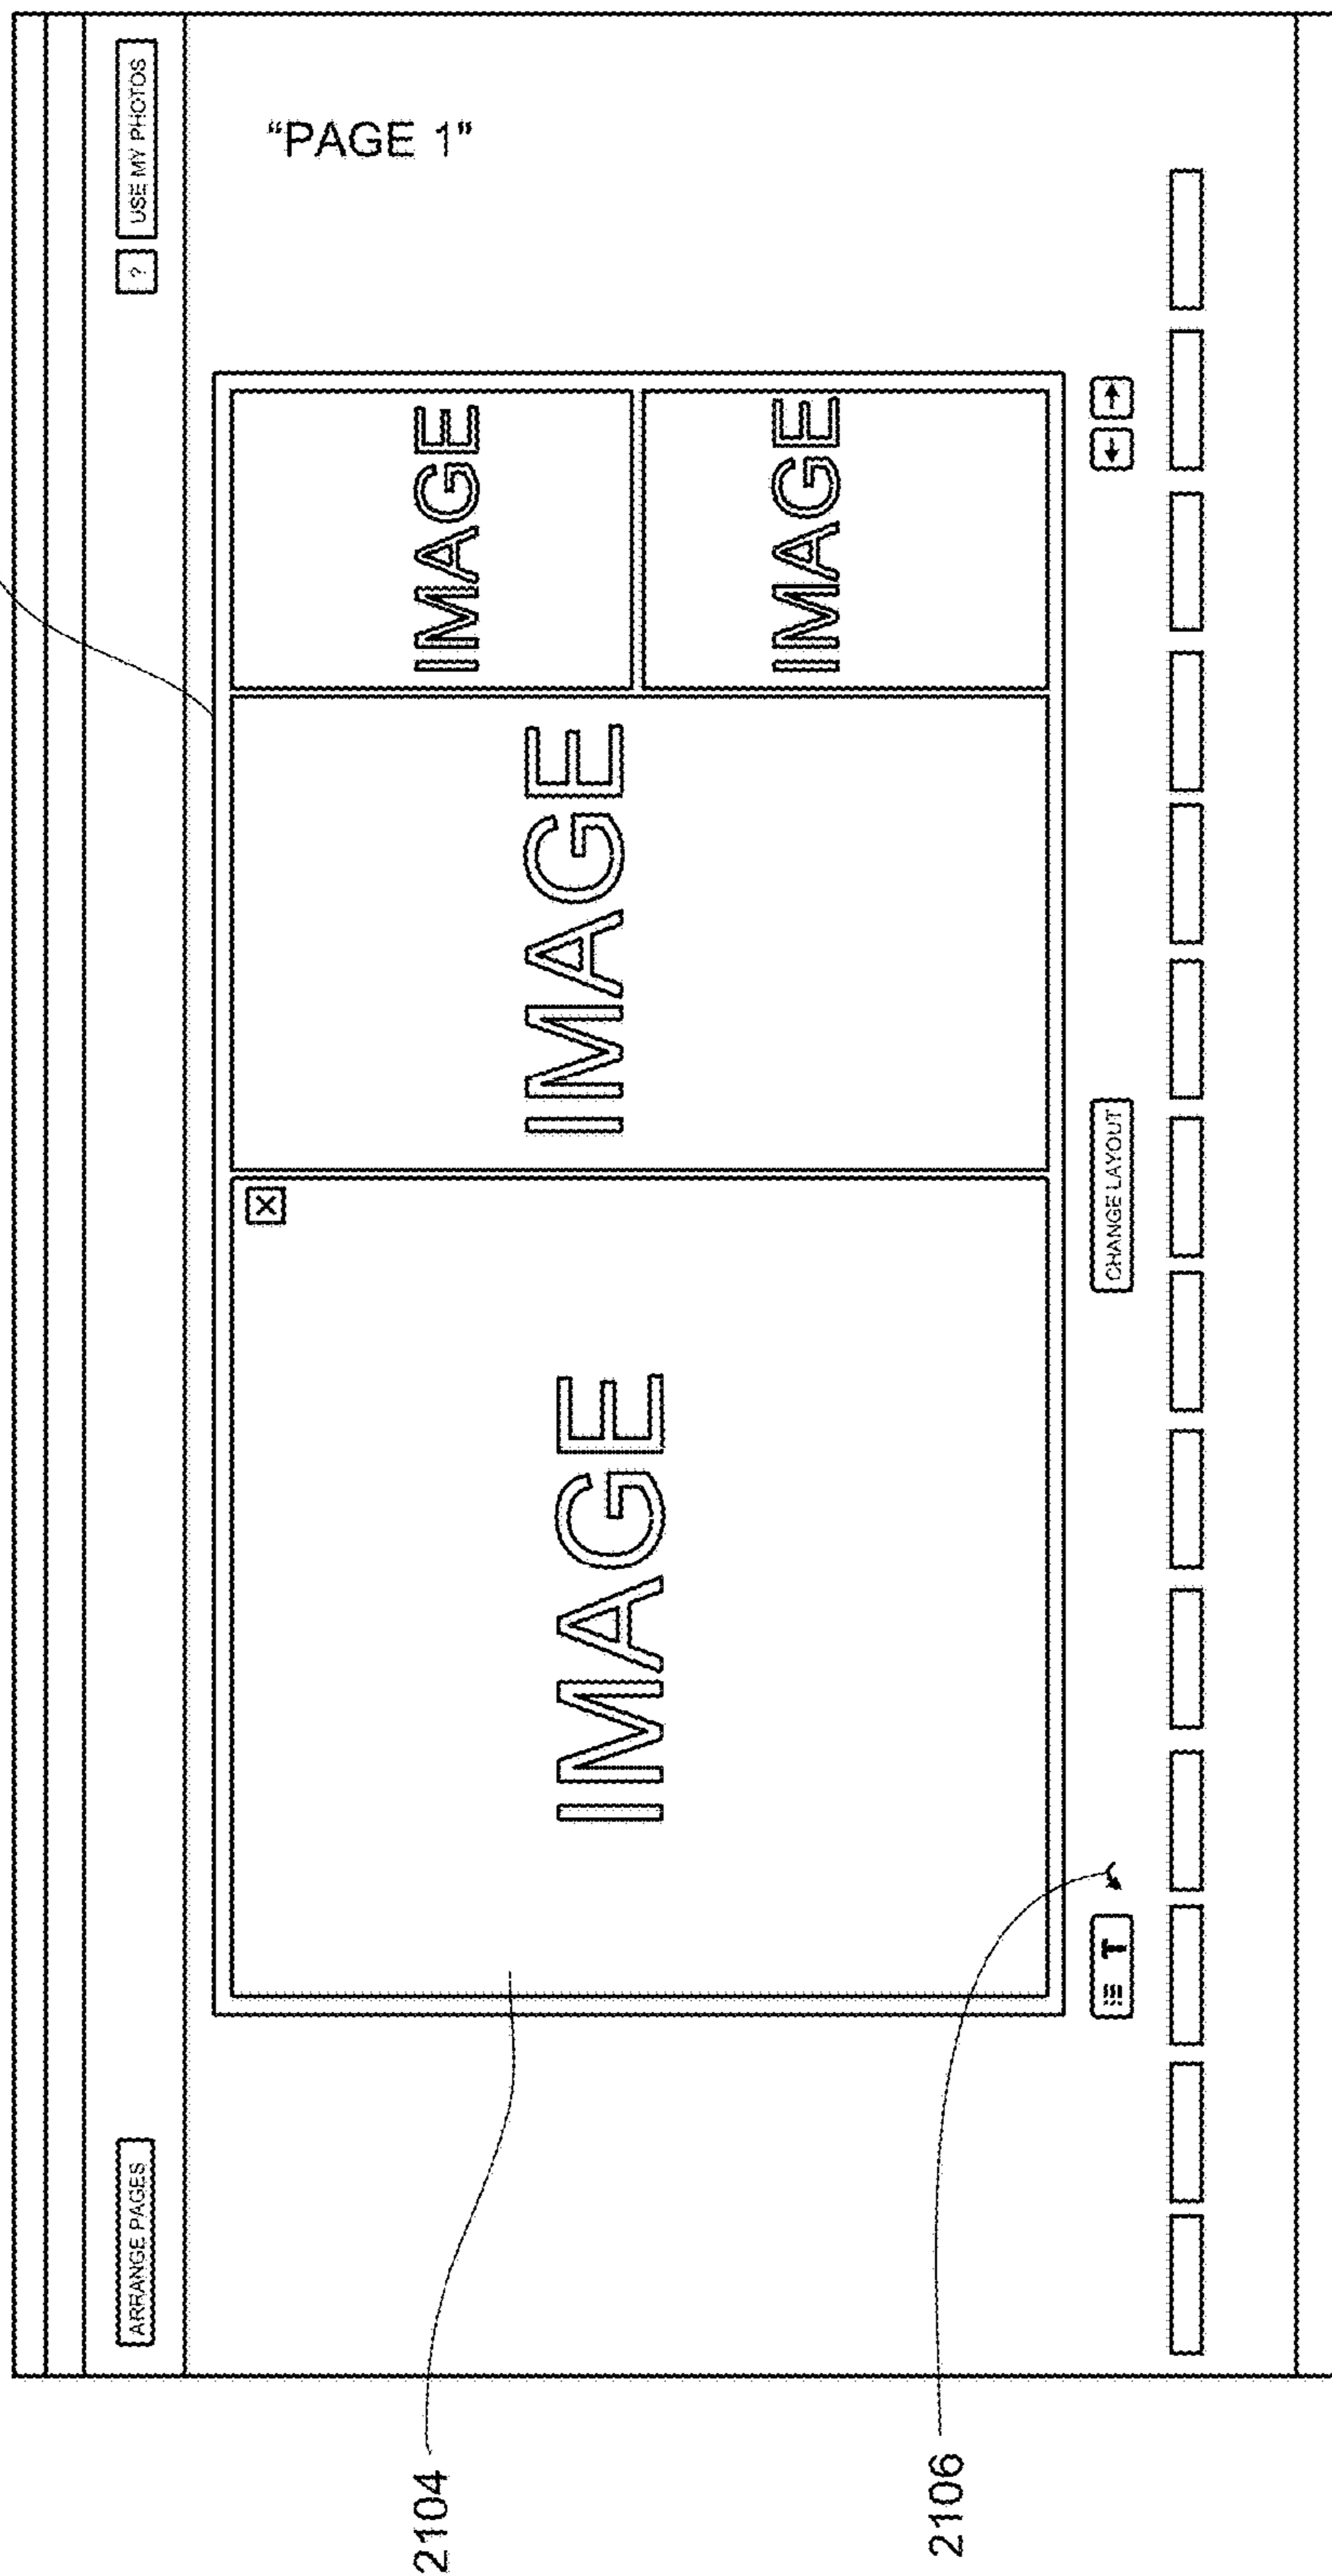 ARRANGE PAGES
?
USE MY PHOTOS
"PAGE 1"
X
IMAGE
IMAGE
IMAGE
IMAGE
2104
T
CHANGE LAYOUT
2106